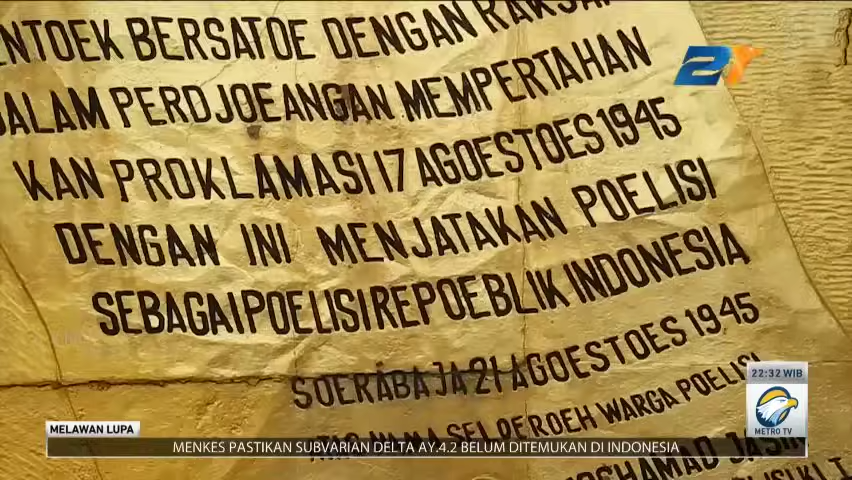 ENTOEK BERSATOE DENGAN
DALAM PERDJOEANGAN MEMPERTAHAN
KAN PROKLAMASI 17 AGOESTOES 1945
DENGAN INI MENJATAKAN POELISI
SEBAGAI POELISI REPOEBLIK INDONESIA
SOERABAJA 21 AGOESTOES 1945
SELOEROEH WARGA POELISI
21
22:32 WIB
METRO TV
MELAWAN LUPA
MENKES PASTIKAN SUBVARIAN DELTA AY.4.2 BELUM DITEMUKAN DI INDONESIA